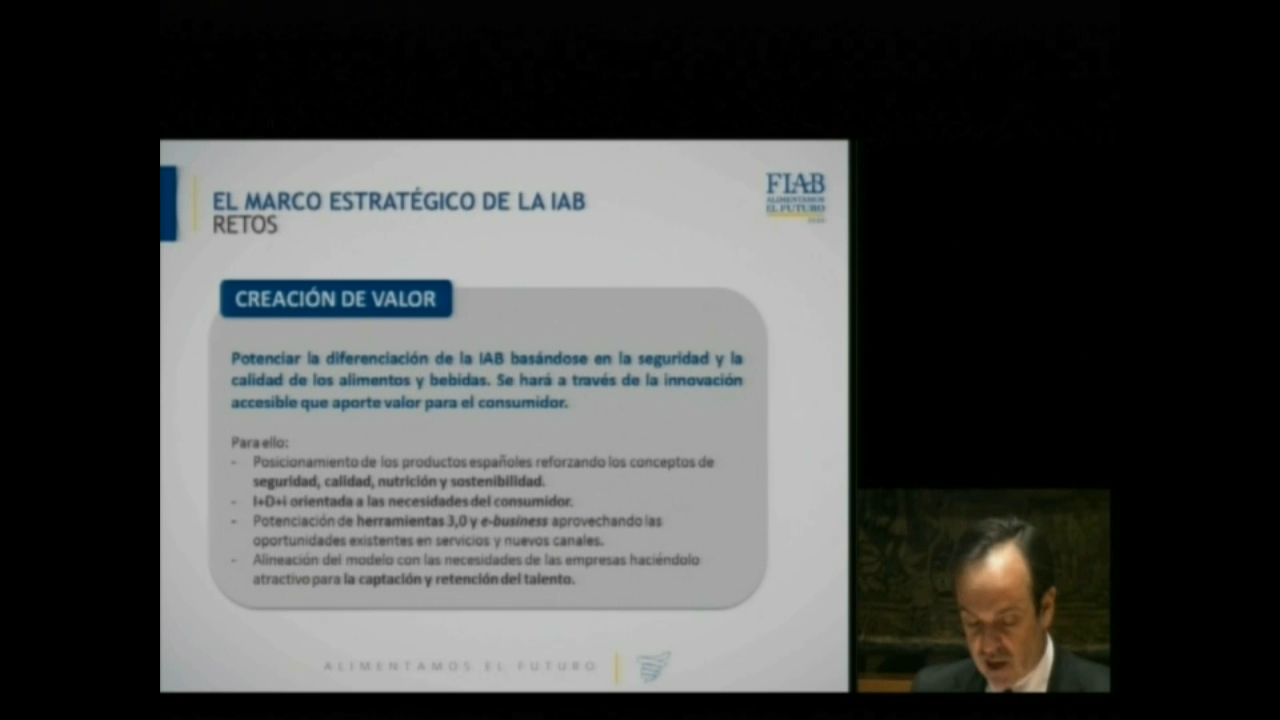 EL MARCO ESTRATÉGICO DE LA IAB
RETOS
FIAB
ALIMENTAMOS
EL FUTURO
CREACIÓN DE VALOR
Potenciar la diferenciación de la IAB basándose en la seguridad y la
calidad de los alimentos y bebidas. Se hará a través de la innovación
accesible que aporte valor para el consumidor.
Para ello:
- Posicionamiento de los productos españoles reforzando los conceptos de
seguridad, calidad, nutrición y sostenibilidad.
- I+D+i orientada a las necesidades del consumidor.
- Potenciación de herramientas 3,0 y e-business aprovechando las
oportunidades existentes en servicios y nuevos canales.
- Alineación del modelo con las necesidades de las empresas haciéndolo
atractivo para la captación y retención del talento.
ALIMENTAMOS EL FUTURO